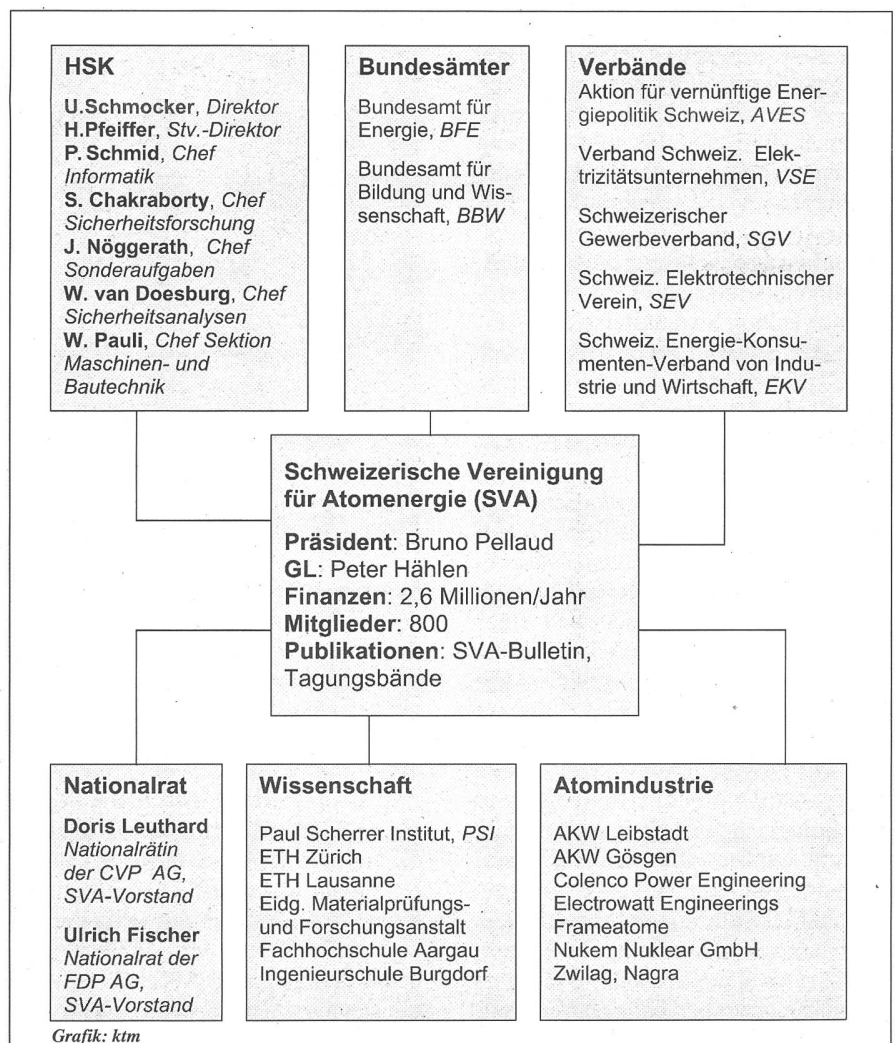 HSK
U.Schmocker, Direktor
H.Pfeiffer, Stv.-Direktor
P. Schmid, Chef
Informatik
S. Chakraborty, Chef
Sicherheitsforschung
J. Nöggerath, Chef
Sonderaufgaben
W. van Doesburg, Chef
Sicherheitsanalysen
W. Pauli, Chef Sektion
Maschinen- und
Bautechnik
Bundesämter
Bundesamt für
Energie, BFE
Bundesamt für
Bildung und Wis-
senschaft, BBW
Verbände
Aktion für vernünftige Ener-
giepolitik Schweiz, AVES
Verband Schweiz. Elek-
trizitätsunternehmen, VSE
Schweizerischer
Gewerbeverband, SGV
Schweiz. Elektrotechnischer
Verein, SEV
Schweiz. Energie-Konsu-
menten-Verband von Indu-
strie und Wirtschaft, EKV
Schweizerische Vereinigung
für Atomenergie (SVA)
Präsident: Bruno Pellaud
GL: Peter Hählen
Finanzen: 2,6 Millionen/Jahr
Mitglieder: 800
Publikationen: SVA-Bulletin,
Tagungsbände
Nationalrat
Doris Leuthard
Nationalrätin
der CVP AG,
SVA-Vorstand
Ulrich Fischer
Nationalrat der
FDP AG,
SVA-Vorstand
Wissenschaft
Paul Scherrer Institut, PSI
ETH Zürich
ETH Lausanne
Eidg. Materialprüfungs-
und Forschungsanstalt
Fachhochschule Aargau
Ingenieurschule Burgdorf
Atomindustrie
AKW Leibstadt
AKW Gösgen
Colenco Power Engineering
Electrowatt Engineerings
Frameatome
Nukem Nuklear GmbH
Zwilag, Nagra
Grafik: ktm